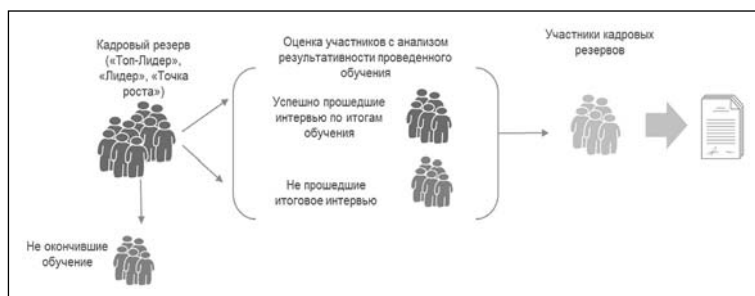 Кадровый резерв
(«Топ-Лидер»,
«Лидер», «Точка
роста»)
Оценка участников с анализом
результативности проведенного
обучения
Успешно прошедшие
интервью по итогам
обучения
Не прошедшие
итоговое интервью
Участники кадровых
резервов
Не окончившие
обучение